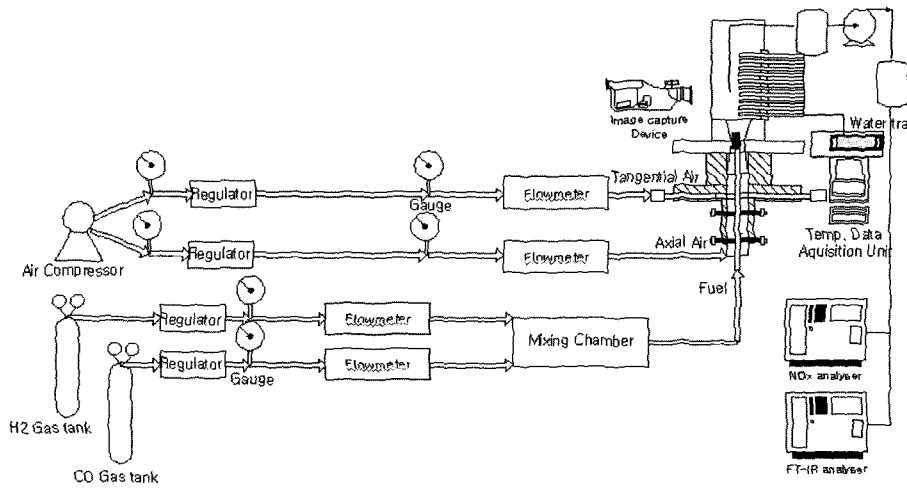 Image capture
Device
Water tra
Tangential Air
Regulator
Gauge
Flowmeter
Temp, Data
Aquisition Unit
Axial Air
Regulator
Flowmeter
Air Compressor
Fuel
Regulator
Flowmeter
Mixing Chamber
Regulator
Flowmeter
Gauge
NOx analyser
H2 Gas tank
CO Gas tank
FT-IR analyser